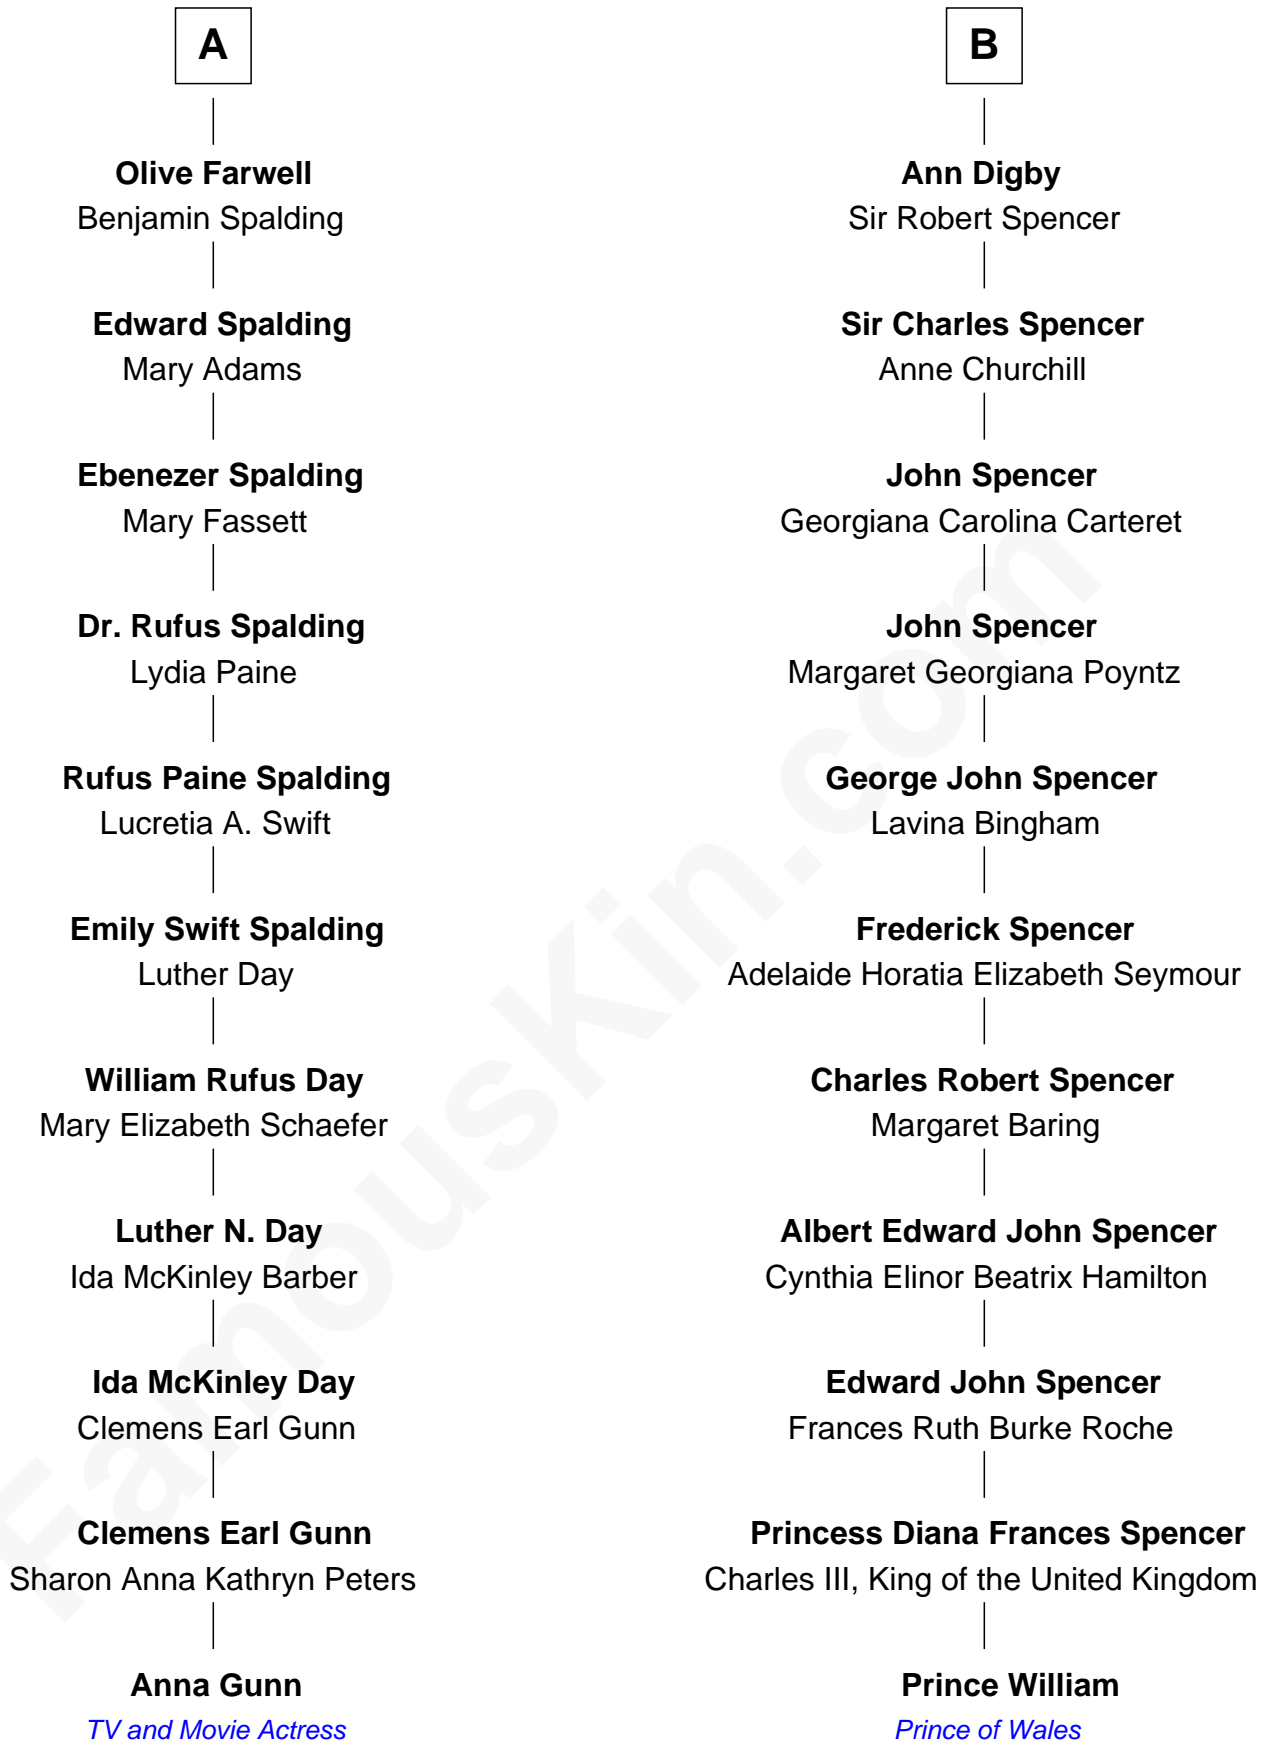 A
Olive Farwell
Benjamin Spalding
Edward Spalding
Mary Adams
Ebenezer Spalding
Mary Fassett
Dr. Rufus Spalding
Lydia Paine
Rufus Paine Spalding
Lucretia A. Swift
Emily Swift Spalding
Luther Day
William Rufus Day
Mary Elizabeth Schaefer
Luther N. Day
Ida McKinley Barber
Ida McKinley Day
Clemens Earl Gunn
Clemens Earl Gunn
Sharon Anna Kathryn Peters
Anna Gunn
TV and Movie Actress
B
Ann Digby
Sir Robert Spencer
Sir Charles Spencer
Anne Churchill
John Spencer
Georgiana Carolina Carteret
John Spencer
Margaret Georgiana Poyntz
George John Spencer
Lavina Bingham
Frederick Spencer
Adelaide Horatia Elizabeth Seymour
Charles Robert Spencer
Margaret Baring
Albert Edward John Spencer
Cynthia Elinor Beatrix Hamilton
Edward John Spencer
Frances Ruth Burke Roche
Princess Diana Frances Spencer
Charles III, King of the United Kingdom
Prince William
Prince of Wales
FamousKin.com